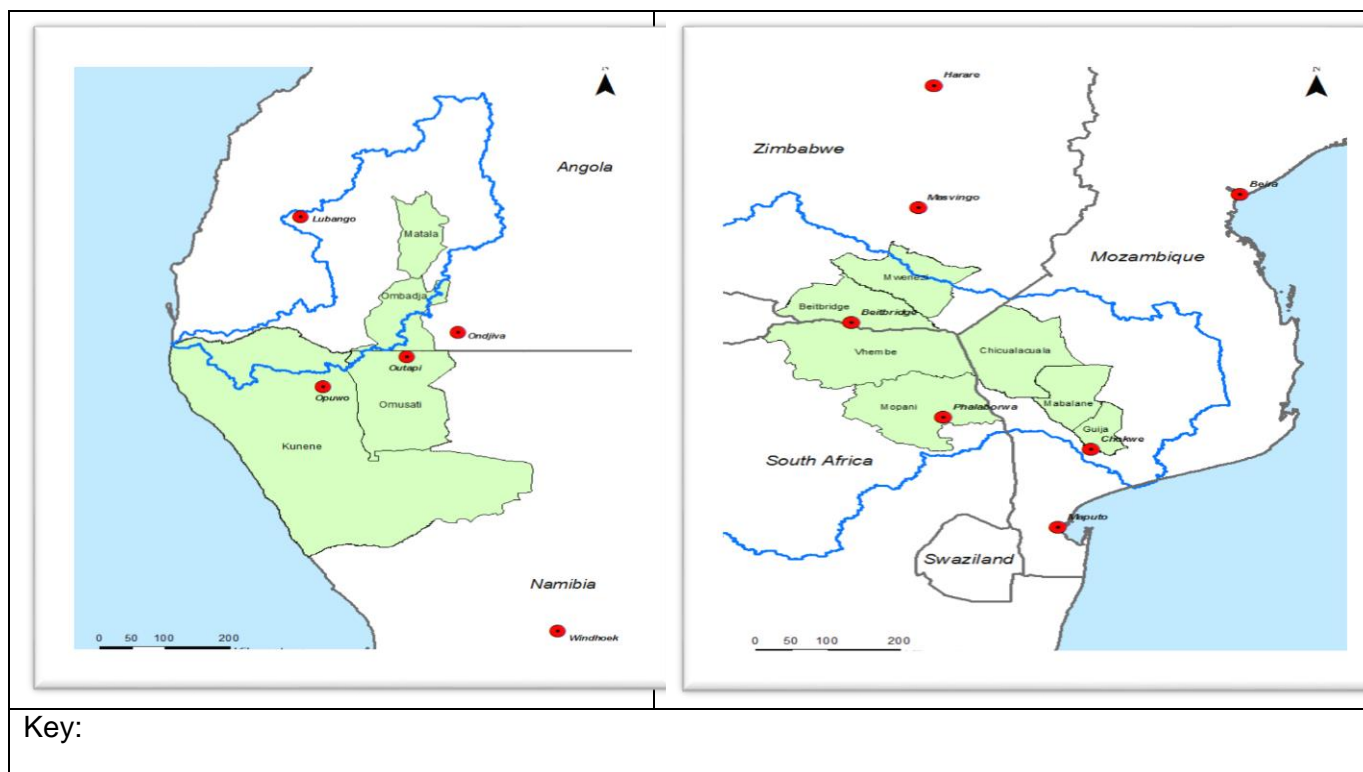 Angola
Lubango
Matala
Ombadja
Ondjiva
Outapi
Opuwo
Omusati
Kunene
Namibia
0 50 100 200
Windhoek
Harare
Zimbabwe
Beira
Masvingo
Mozambique
Mwenezi
Beitbridge
Beitbridge
Vhembe
Chicualacuala
Mopani
Phalaborwa
Mabalane
Guija
Chokwe
South Africa
Maputo
Swaziland
0 50 100 200
Key: